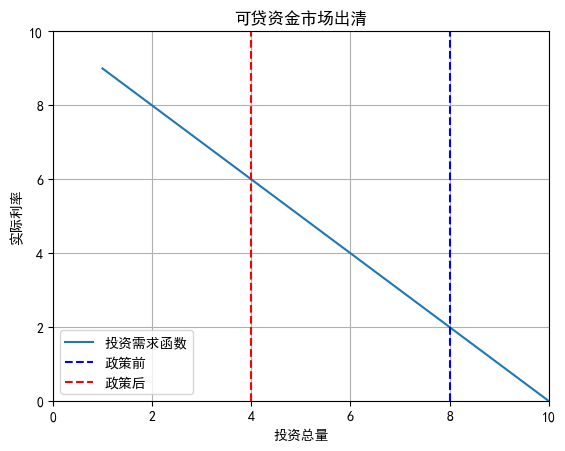 可贷资金市场出清
10
8
6
4
2
0
实际利率
投资需求函数
政策前
政策后
0 2 4 6 8 10
投资总量